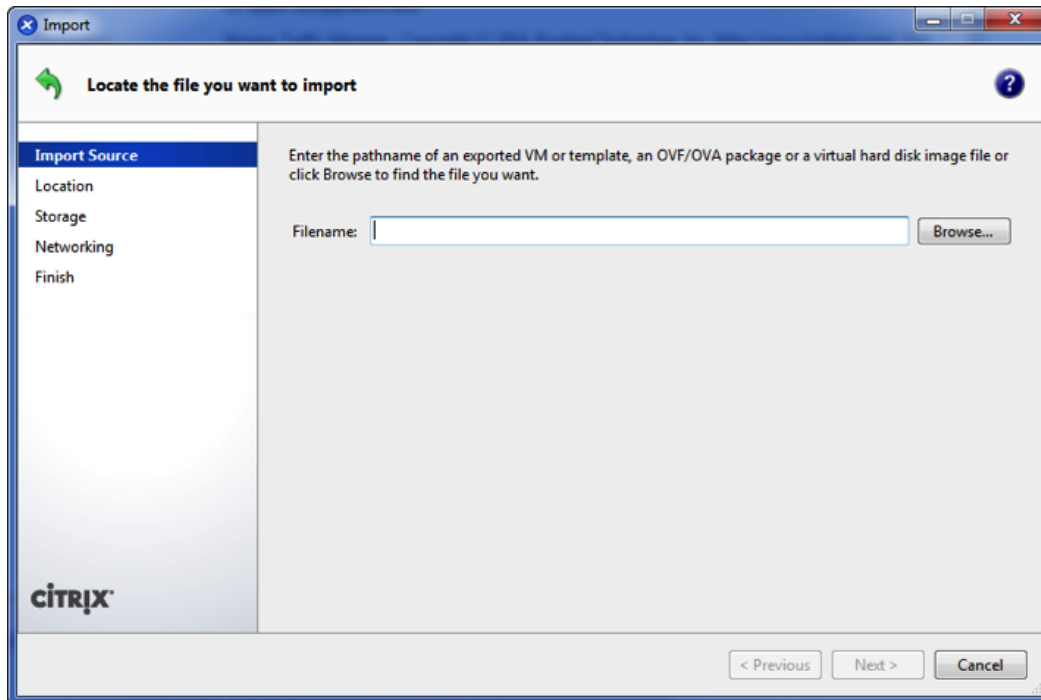 Import
Locate the file you want to import
?
Import Source
Location
Storage
Networking
Finish
Enter the pathname of an exported VM or template, an OVF/OVA package or a virtual hard disk image file or
click Browse to find the file you want.
Filename:
Browse...
CİTRIX
< Previous
Next >
Cancel